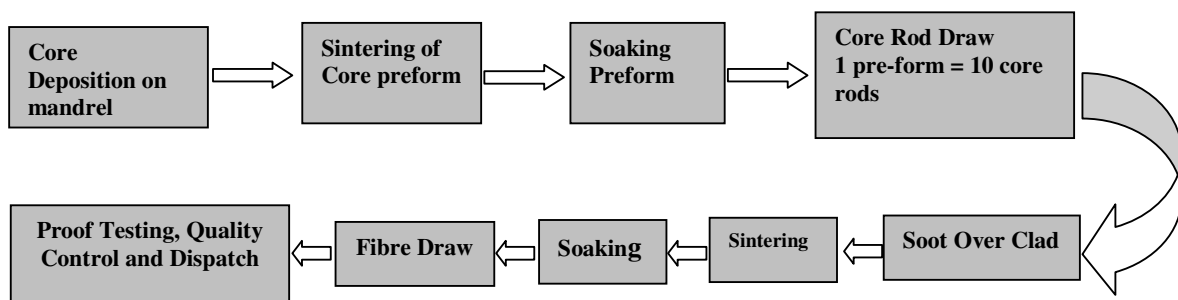 Core
Deposition on
mandrel
Sintering of
Core preform
Soaking
Preform
Core Rod Draw
1 pre-form = 10 core
rods
Soot Over Clad
Sintering
Soaking
Fibre Draw
Proof Testing, Quality
Control and Dispatch